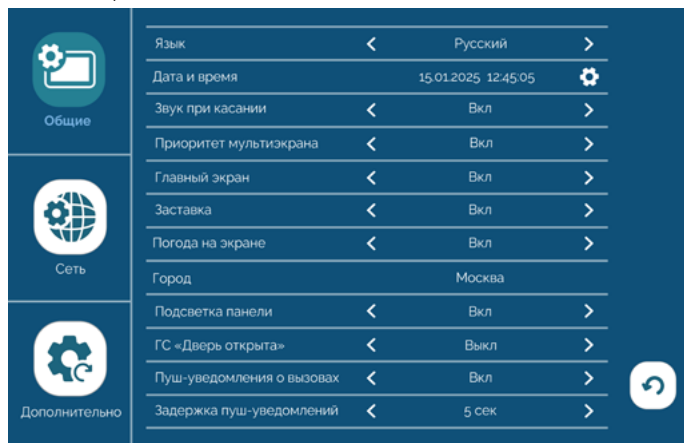 Общие
Сеть
Дополнительно
Язык Русский
Дата и время 15.01.2025 12:45:05
Звук при касании Вкл
Приоритет мультиэкрана Вкл
Главный экран Вкл
Заставка Вкл
Погода на экране Вкл
Город Москва
Подсветка панели Вкл
ГС «Дверь открыта» Выкл
Пуш-уведомления о вызовах Вкл
Задержка пуш-уведомлений 5 сек